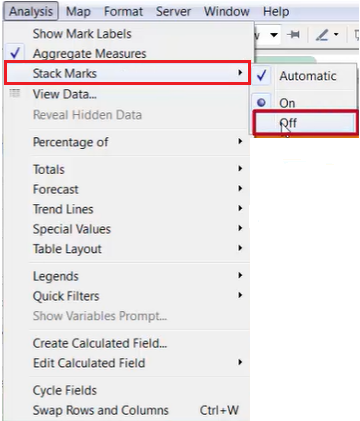 Analysis Map Format Server Window Help
Show Mark Labels
Aggregate Measures
Stack Marks
Automatic
View Data...
On
Reveal Hidden Data
Off
Percentage of
Totals
Forecast
Trend Lines
Special Values
Table Layout
Legends
Quick Filters
Show Variables Prompt...
Create Calculated Field...
Edit Calculated Field
Cycle Fields
Swap Rows and Columns Ctrl+W